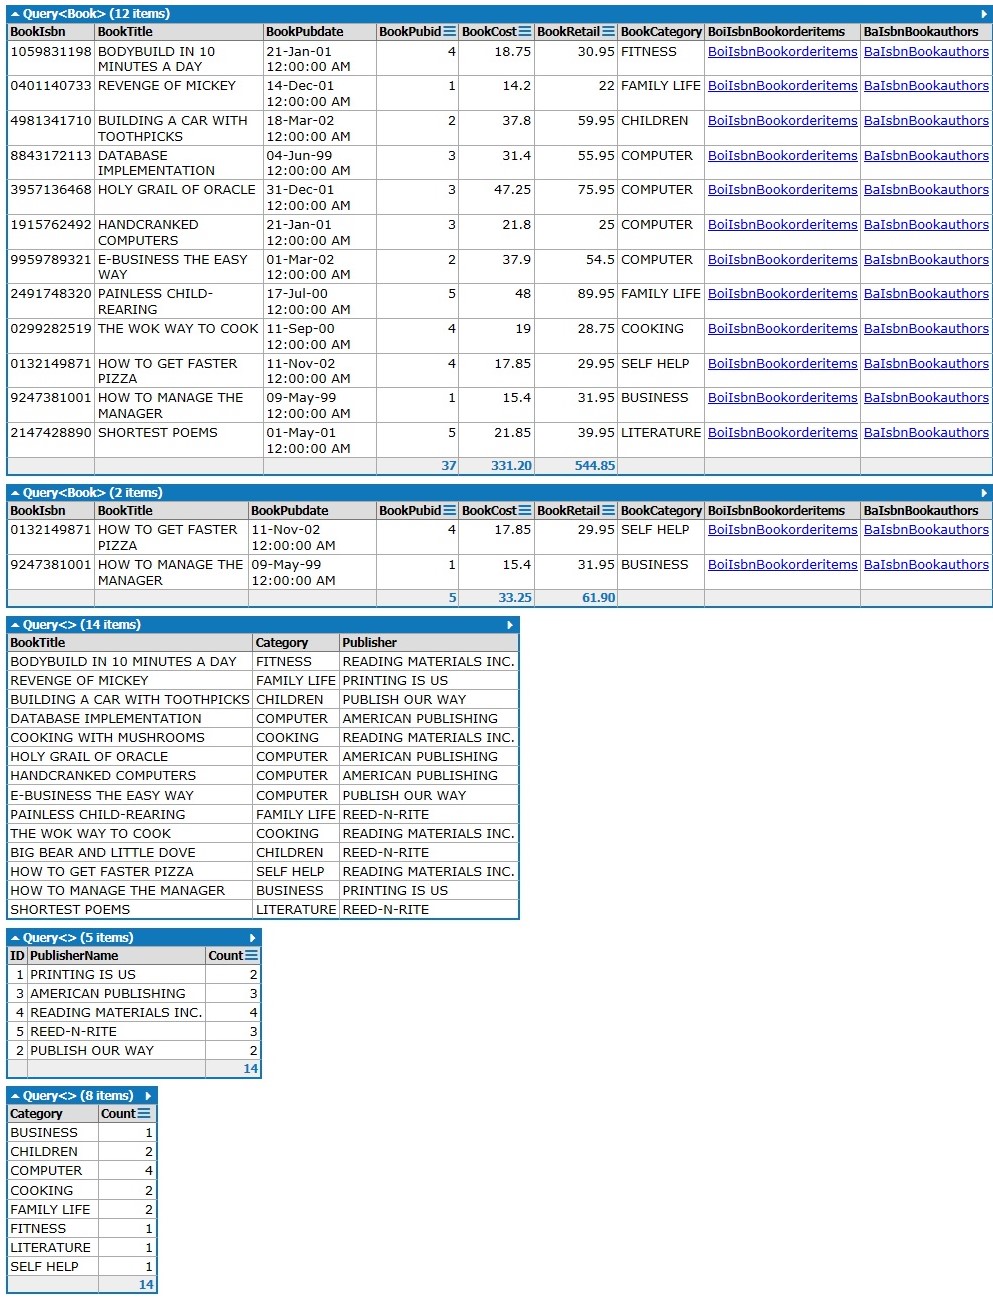 Query<Book> (12 items)
BookIsbn BookTitle BookPubdate BookPubid BookCost BookRetail BookCategory BoiIsbnBookorderitems BaIsbnBookauthors
1059831198 BODYBUILD IN 10 21-Jan-01 4 18.75 30.95 FITNESS BoiIsbnBookorderitems BaIsbnBookauthors
MINUTES A DAY 12:00:00 AM
0401140733 REVENGE OF MICKEY 14-Dec-01 1 14.2 22 FAMILY LIFE BoiIsbnBookorderitems BaIsbnBookauthors
12:00:00 AM
4981341710 BUILDING A CAR WITH 18-Mar-02 2 37.8 59.95 CHILDREN BoiIsbnBookorderitems BaIsbnBookauthors
TOOTHPICKS 12:00:00 AM
8843172113 DATABASE 04-Jun-99 3 31.4 55.95 COMPUTER BoiIsbnBookorderitems BaIsbnBookauthors
IMPLEMENTATION 12:00:00 AM
3957136468 HOLY GRAIL OF ORACLE 31-Dec-01 3 47.25 75.95 COMPUTER BoiIsbnBookorderitems BaIsbnBookauthors
12:00:00 AM
1915762492 HANDCRANKED 21-Jan-01 3 21.8 25 COMPUTER BoiIsbnBookorderitems BaIsbnBookauthors
COMPUTERS 12:00:00 AM
9959789321 E-BUSINESS THE EASY 01-Mar-02 2 37.9 54.5 COMPUTER BoiIsbnBookorderitems BaIsbnBookauthors
WAY 12:00:00 AM
2491748320 PAINLESS CHILD- 17-Jul-00 5 48 89.95 FAMILY LIFE BoiIsbnBookorderitems BaIsbnBookauthors
REARING 12:00:00 AM
0299282519 THE WOK WAY TO COOK 11-Sep-00 4 19 28.75 COOKING BoiIsbnBookorderitems BaIsbnBookauthors
12:00:00 AM
0132149871 HOW TO GET FASTER 11-Nov-02 4 17.85 29.95 SELF HELP BoiIsbnBookorderitems BaIsbnBookauthors
PIZZA 12:00:00 AM
9247381001 HOW TO MANAGE THE 09-May-99 1 15.4 31.95 BUSINESS BoiIsbnBookorderitems BaIsbnBookauthors
MANAGER 12:00:00 AM
2147428890 SHORTEST POEMS 01-May-01 5 21.85 39.95 LITERATURE BoiIsbnBookorderitems BaIsbnBookauthors
12:00:00 AM
37 331.20 544.85
Query<Book> (2 items)
BookIsbn BookTitle BookPubdate BookPubid BookCost BookRetail BookCategory BoiIsbnBookorderitems BaIsbnBookauthors
0132149871 HOW TO GET FASTER 11-Nov-02 4 17.85 29.95 SELF HELP BoiIsbnBookorderitems BaIsbnBookauthors
PIZZA 12:00:00 AM
9247381001 HOW TO MANAGE THE 09-May-99 1 15.4 31.95 BUSINESS BoiIsbnBookorderitems BaIsbnBookauthors
MANAGER 12:00:00 AM
5 33.25 61.90
Query<> (14 items)
BookTitle Category Publisher
BODYBUILD IN 10 MINUTES A DAY FITNESS READING MATERIALS INC.
REVENGE OF MICKEY FAMILY LIFE PRINTING IS US
BUILDING A CAR WITH TOOTHPICKS CHILDREN PUBLISH OUR WAY
DATABASE IMPLEMENTATION COMPUTER AMERICAN PUBLISHING
COOKING WITH MUSHROOMS COOKING READING MATERIALS INC.
HOLY GRAIL OF ORACLE COMPUTER AMERICAN PUBLISHING
HANDCRANKED COMPUTERS COMPUTER AMERICAN PUBLISHING
E-BUSINESS THE EASY WAY COMPUTER PUBLISH OUR WAY
PAINLESS CHILD-REARING FAMILY LIFE REED-N-RITE
THE WOK WAY TO COOK COOKING READING MATERIALS INC.
BIG BEAR AND LITTLE DOVE CHILDREN REED-N-RITE
HOW TO GET FASTER PIZZA SELF HELP READING MATERIALS INC.
HOW TO MANAGE THE MANAGER BUSINESS PRINTING IS US
SHORTEST POEMS LITERATURE REED-N-RITE
Query<> (5 items)
ID PublisherName Count
1 PRINTING IS US 2
3 AMERICAN PUBLISHING 3
4 READING MATERIALS INC. 4
5 REED-N-RITE 3
2 PUBLISH OUR WAY 2
14
Query<> (8 items)
Category Count
BUSINESS 1
CHILDREN 2
COMPUTER 4
COOKING 2
FAMILY LIFE 2
FITNESS 1
LITERATURE 1
SELF HELP 1
14